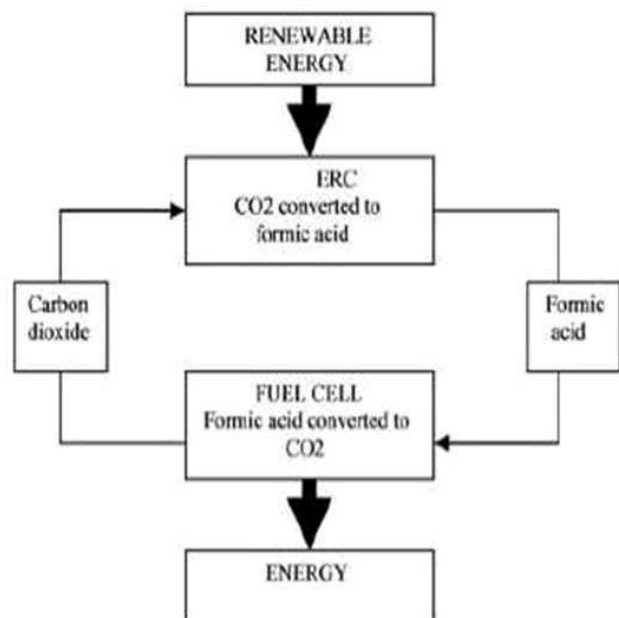 RENEWABLE
ENERGY
ERC
CO2 converted to
formic acid
Carbon
dioxide
Formic
acid
FUEL CELL
Formic acid converted to
CO2
ENERGY